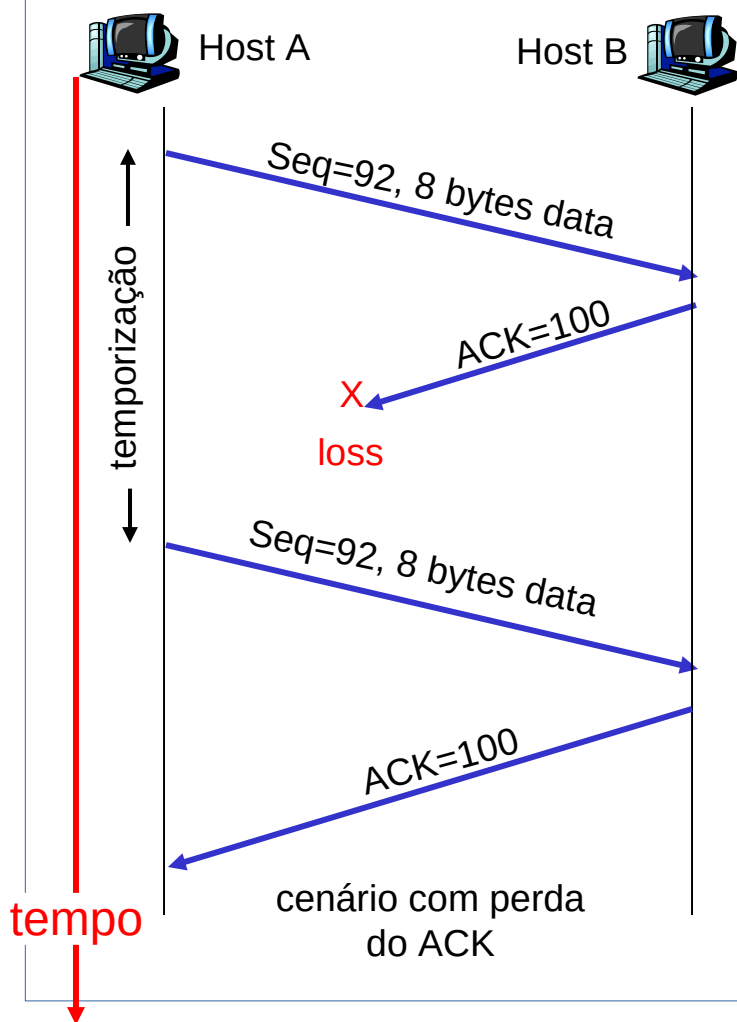 Host A
Host B
Seq=92, 8 bytes data
temporização
ACK=100
X
loss
Seq=92, 8 bytes data
ACK=100
cenário com perda
do ACK
tempo